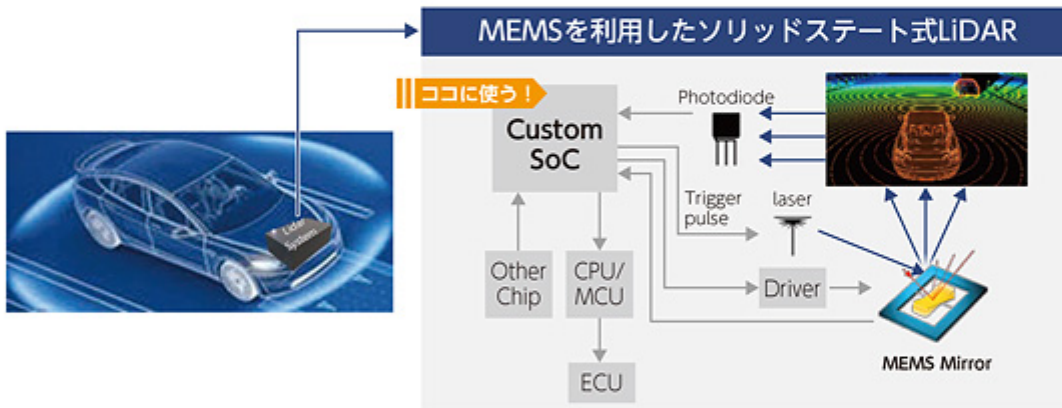 MEMSを利用したソリッドステート式LiDAR
ココに使う！
Custom
SoC
Photodiode
Trigger
pulse
laser
Other
Chip
CPU/
MCU
Driver
ECU
MEMS Mirror
Lidar
System